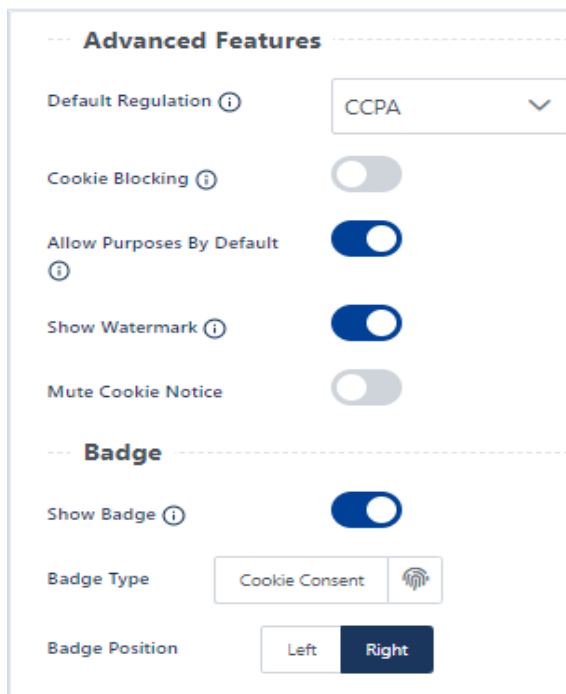 Advanced Features
Default Regulation
CCPA
Cookie Blocking
Allow Purposes By Default
Show Watermark
Mute Cookie Notice
Badge
Show Badge
Badge Type
Cookie Consent
Badge Position
Left
Right